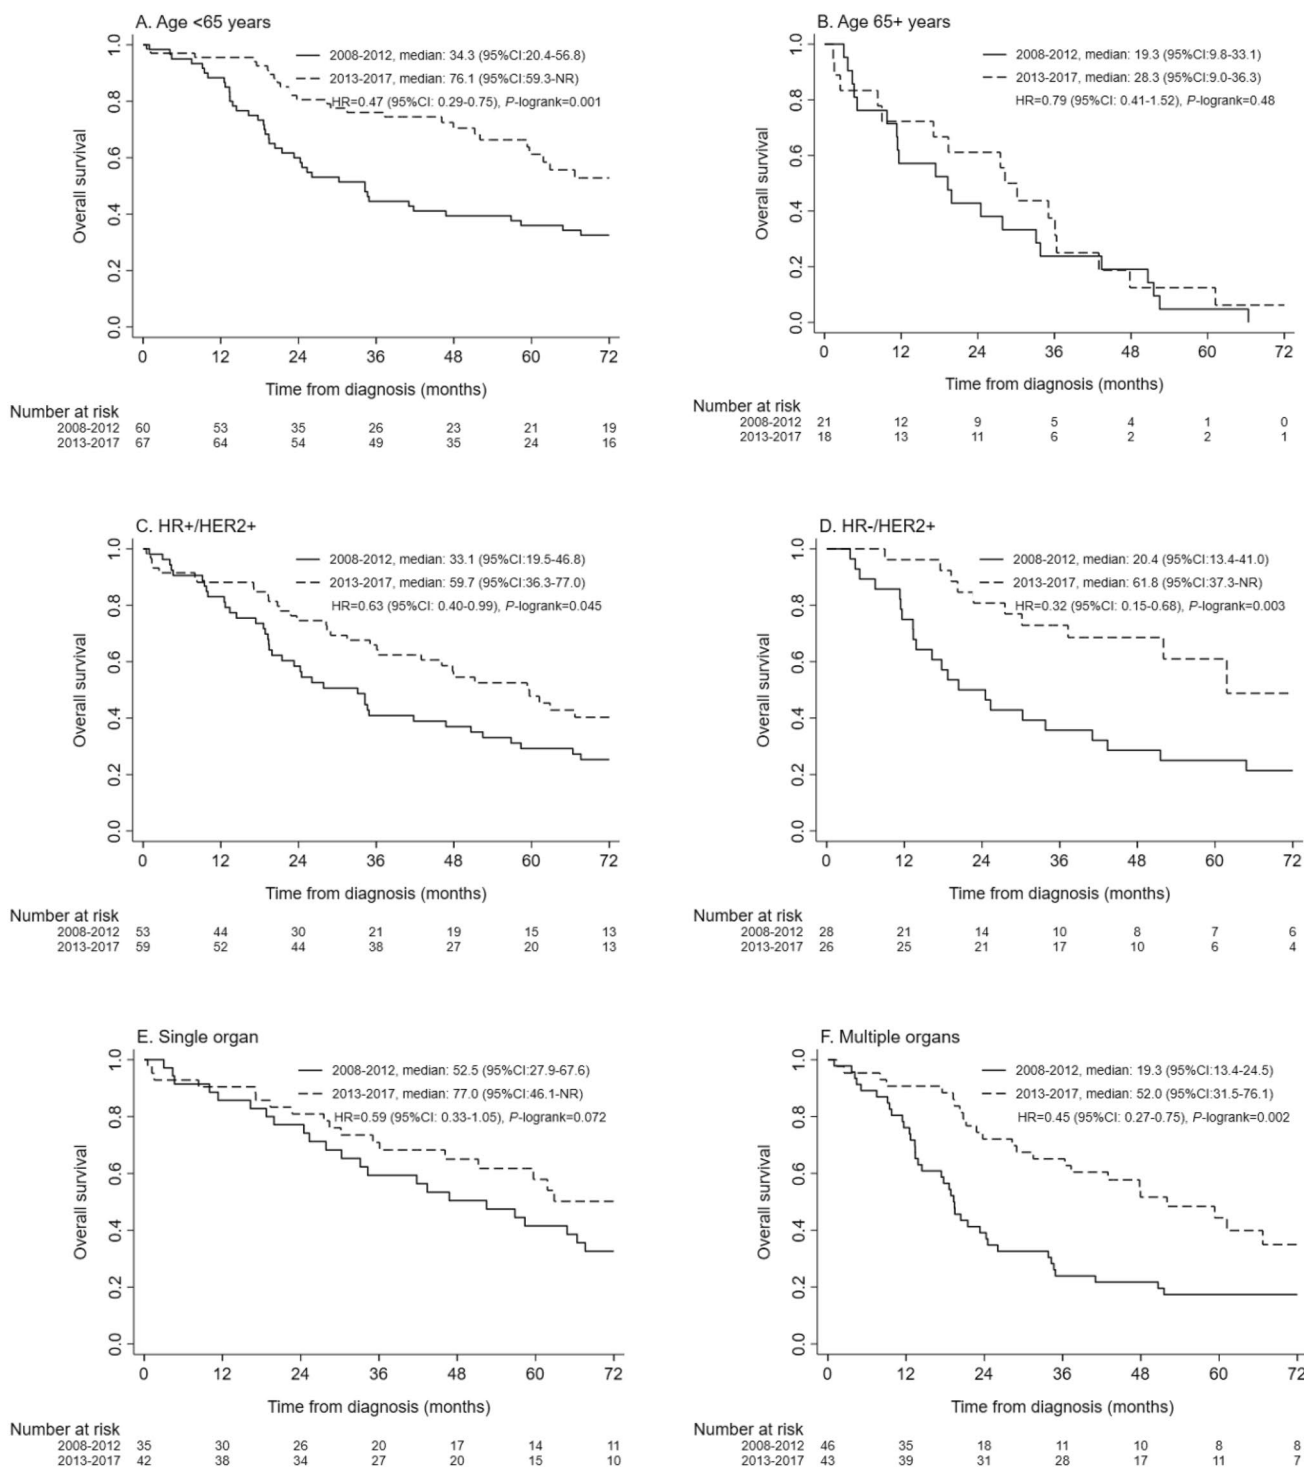 A. Age <65 years
2008-2012, median: 34.3 (95%CI:20.4-56.8)
2013-2017, median: 76.1 (95%CI:59.3-NR)
HR=0.47 (95%CI: 0.29-0.75), P-logrank=0.001
Overall survival
1.0
0.8
0.6
0.4
0.2
0.0
0 12 24 36 48 60 72
Time from diagnosis (months)
Number at risk
2008-2012 60 53 35 26 23 21 19
2013-2017 67 64 54 49 35 24 16
B. Age 65+ years
2008-2012, median: 19.3 (95%CI:9.8-33.1)
2013-2017, median: 28.3 (95%CI:9.0-36.3)
HR=0.79 (95%CI: 0.41-1.52), P-logrank=0.48
Overall survival
1.0
0.8
0.6
0.4
0.2
0.0
0 12 24 36 48 60 72
Time from diagnosis (months)
Number at risk
2008-2012 21 12 9 5 4 1 0
2013-2017 18 13 11 6 2 2 1
C. HR+/HER2+
2008-2012, median: 33.1 (95%CI:19.5-46.8)
2013-2017, median: 59.7 (95%CI:36.3-77.0)
HR=0.63 (95%CI: 0.40-0.99), P-logrank=0.045
Overall survival
1.0
0.8
0.6
0.4
0.2
0.0
0 12 24 36 48 60 72
Time from diagnosis (months)
Number at risk
2008-2012 53 44 30 21 19 15 13
2013-2017 59 52 44 38 27 20 13
D. HR-/HER2+
2008-2012, median: 20.4 (95%CI:13.4-41.0)
2013-2017, median: 61.8 (95%CI:37.3-NR)
HR=0.32 (95%CI: 0.15-0.68), P-logrank=0.003
Overall survival
1.0
0.8
0.6
0.4
0.2
0.0
0 12 24 36 48 60 72
Time from diagnosis (months)
Number at risk
2008-2012 28 21 14 10 8 7 6
2013-2017 26 25 21 17 10 6 4
E. Single organ
2008-2012, median: 52.5 (95%CI:27.9-67.6)
2013-2017, median: 77.0 (95%CI:46.1-NR)
HR=0.59 (95%CI: 0.33-1.05), P-logrank=0.072
Overall survival
1.0
0.8
0.6
0.4
0.2
0.0
0 12 24 36 48 60 72
Time from diagnosis (months)
Number at risk
2008-2012 35 30 26 20 17 14 11
2013-2017 42 38 34 27 20 15 10
F. Multiple organs
2008-2012, median: 19.3 (95%CI:13.4-24.5)
2013-2017, median: 52.0 (95%CI:31.5-76.1)
HR=0.45 (95%CI: 0.27-0.75), P-logrank=0.002
Overall survival
1.0
0.8
0.6
0.4
0.2
0.0
0 12 24 36 48 60 72
Time from diagnosis (months)
Number at risk
2008-2012 46 35 18 11 10 8 8
2013-2017 43 39 31 28 17 11 7